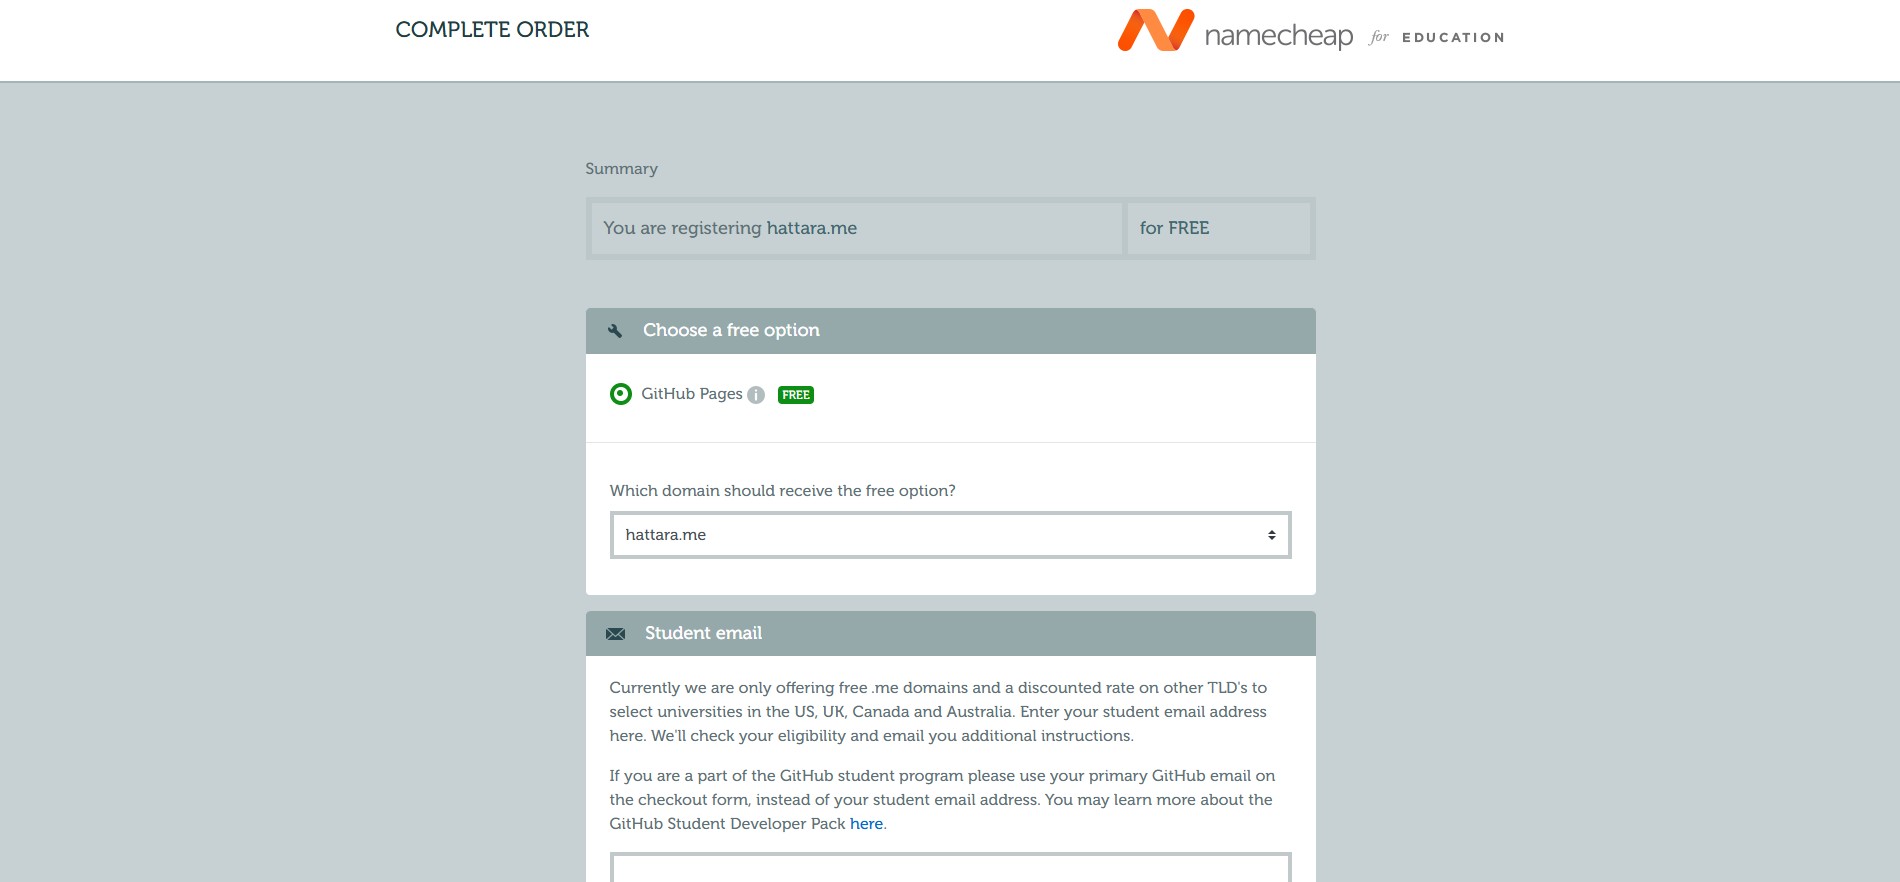 COMPLETE ORDER
namecheap for EDUCATION
Summary
You are registering hattara.me for FREE
Choose a free option
GitHub Pages i FREE
Which domain should receive the free option?
hattara.me
Student email
Currently we are only offering free .me domains and a discounted rate on other TLD's to
select universities in the US, UK, Canada and Australia. Enter your student email address
here. We'll check your eligibility and email you additional instructions.
If you are a part of the GitHub student program please use your primary GitHub email on
the checkout form, instead of your student email address. You may learn more about the
GitHub Student Developer Pack here.